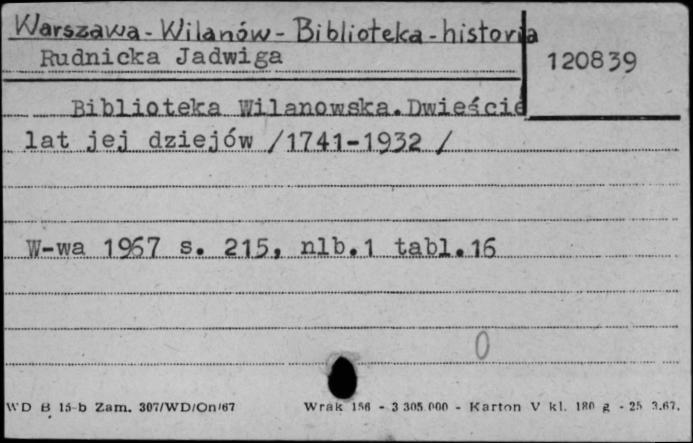 Warszawa - Wilanów - Biblioteka - historia
Rudnicka Jadwiga
120839
Biblioteka Wilanowska. Dwieście
lat jej dziejów /1741-1932 /
W-wa 1967 s. 215, nlb.1 tabl.16
0
WD B 15-b Zam. 307/WD/On/67 Wrak 156 - 3 305 000 - Karton V kl. 180 g - 25 3.67.